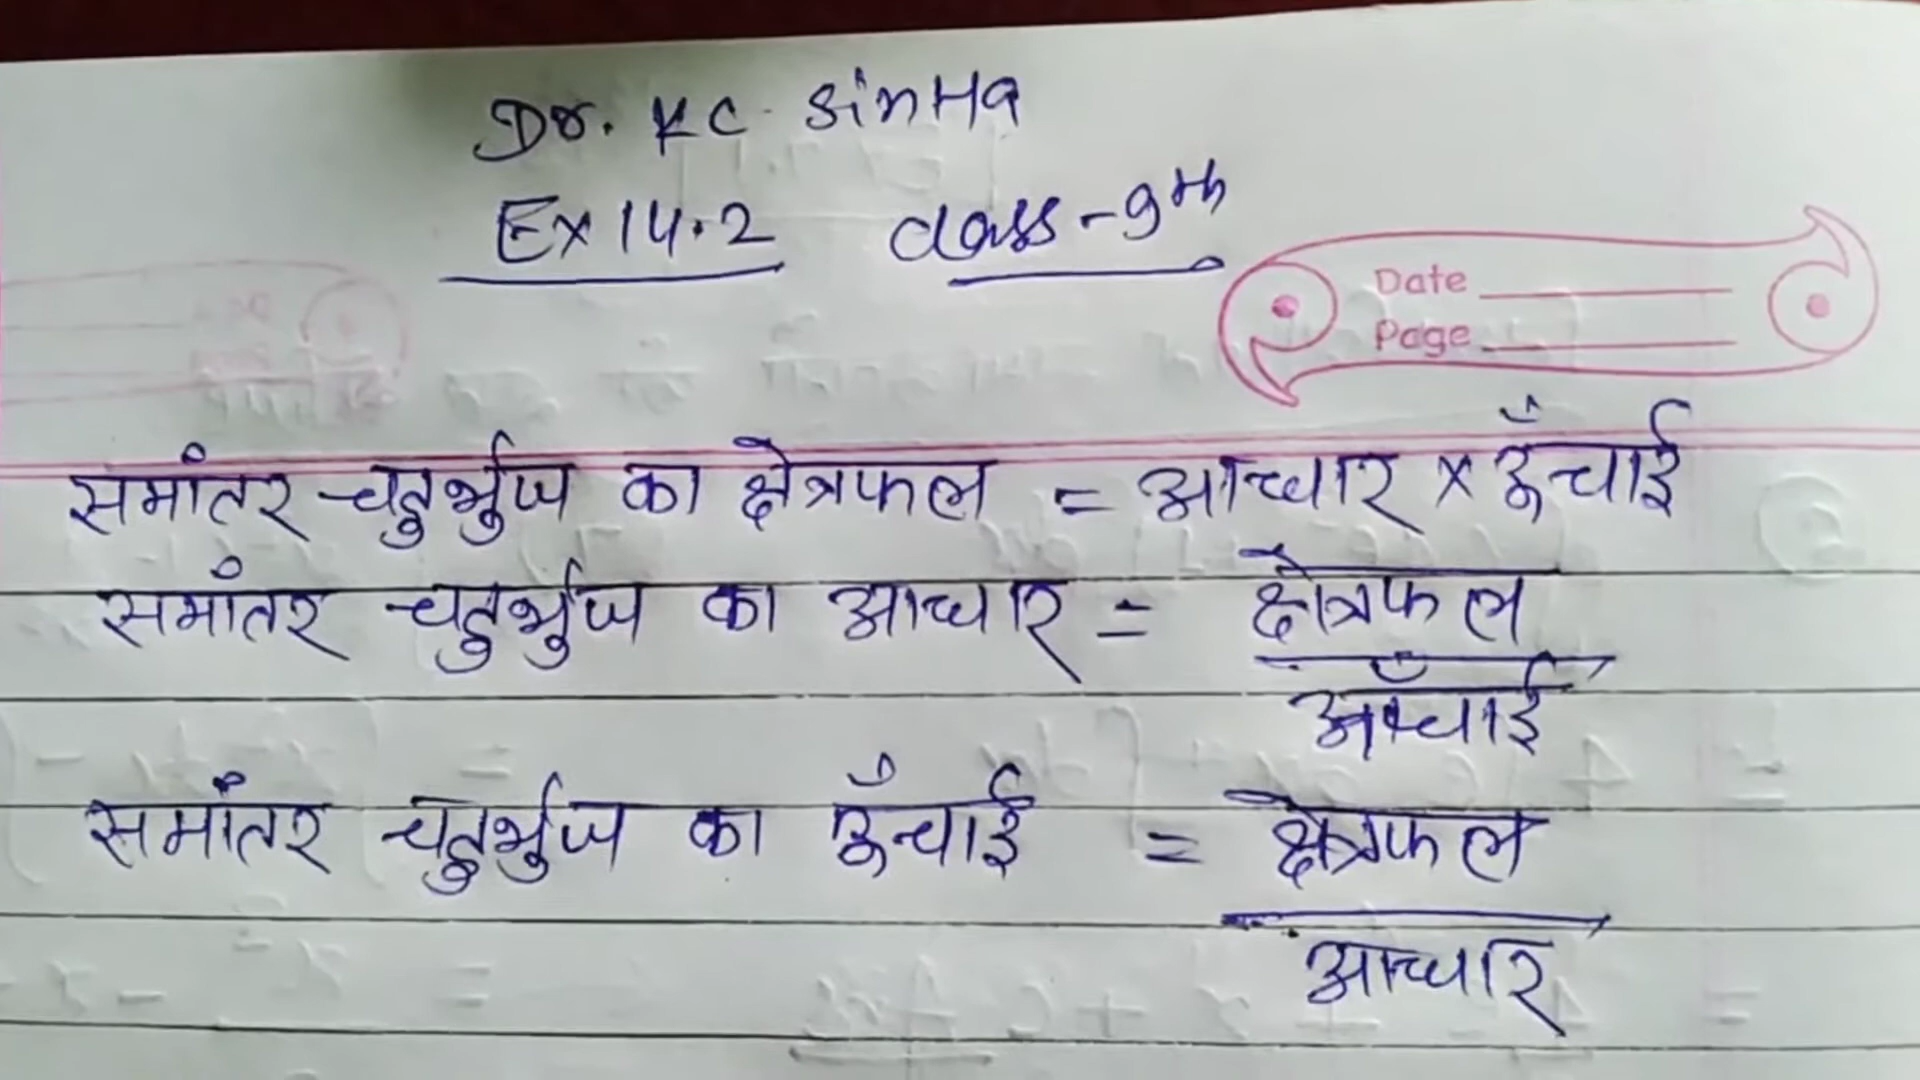 Dr. KC Sinha
Ex 14.2 class-9th
Date
Page
समांतर चतुर्भुज का क्षेत्रफल = आधार × ऊँचाई
समांतर चतुर्भुज का आधार = क्षेत्रफल
ऊँचाई
समांतर चतुर्भुज का ऊँचाई = क्षेत्रफल
आधार